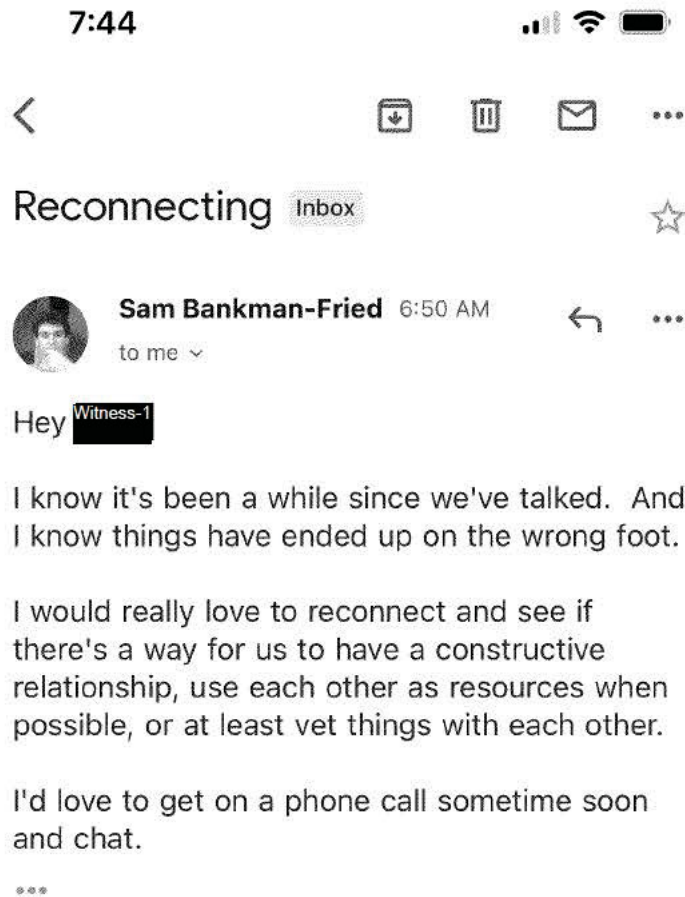 7:44
Reconnecting Inbox
Sam Bankman-Fried 6:50 AM
to me
Hey Witness-1
I know it's been a while since we've talked.  And
I know things have ended up on the wrong foot.
I would really love to reconnect and see if
there's a way for us to have a constructive
relationship, use each other as resources when
possible, or at least vet things with each other.
I'd love to get on a phone call sometime soon
and chat.